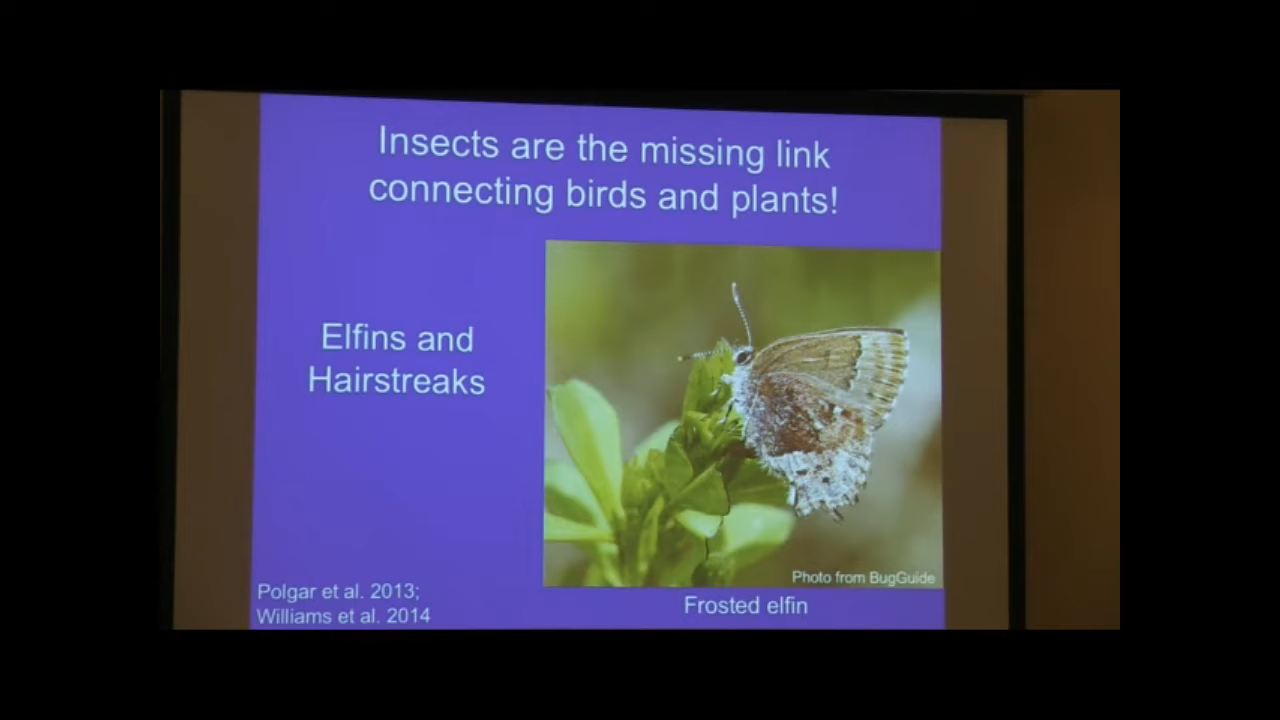 Insects are the missing link
connecting birds and plants!
Elfins and
Hairstreaks
Photo from BugGuide
Frosted elfin
Polgar et al. 2013;
Williams et al. 2014